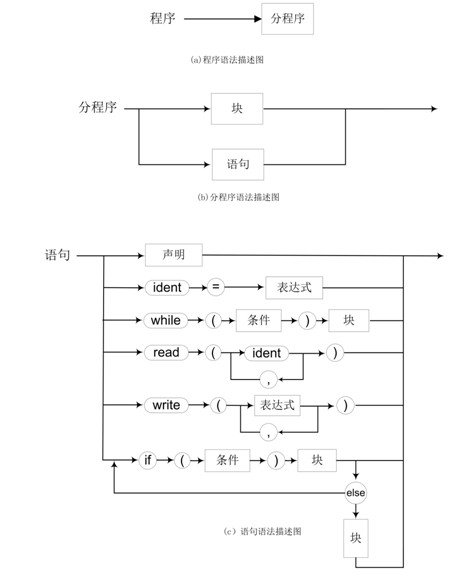 程序 分程序
(a)程序语法描述图
分程序 块
语句
(b)分程序语法描述图
语句 声明
ident = 表达式
while ( 条件 ) 块
read ( ident )
,
write ( 表达式 )
,
if ( 条件 ) 块
else
(c) 语句语法描述图
块